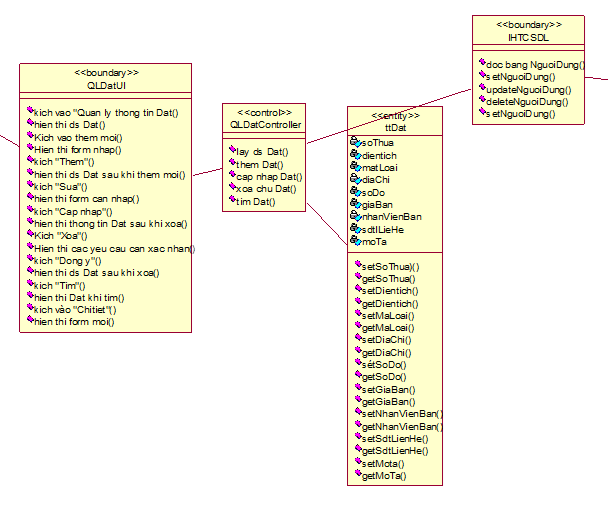 <<boundary>>
QLDatUI
kich vao "Quan ly thong tin Dat()
hien thi ds Dat()
Kich vao them moi()
Hien thi form nhap()
kich "Them"()
hien thi ds Dat sau khi them moi()
kich "Sua"()
hien thi form can nhap()
kich "Cap nhap"()
hien thi thong tin Dat sau khi xoa()
Kich "Xoa"()
Hien thi cac yeu cau can xac nhan()
kich "Dong y"()
hien thi ds Dat sau khi xoa()
kich "Tim"()
hien thi Dat khi tim()
kich vào "Chitiet"()
hien thi form moi()
<<control>>
QLDatController
lay ds Dat()
them Dat()
cap nhap Dat()
xoa chu Dat()
tim Dat()
<<entity>>
ttDat
soThua
dientich
matLoai
diaChi
soDo
giaBan
nhanVienBan
sdtlLieHe
moTa
setSoThua)()
getSoThua()
setDientich()
getDientich()
setMaLoai()
getMaLoai()
setDiaChi()
getDiaChi()
sétSoDo()
getSoDo()
setGiaBan()
getGiaBan()
setNhanVienBan()
getNhanVienBan()
setSdtLienHe()
getSdtLienHe()
setMota()
getMoTa()
<<boundary>>
IHTCSDL
doc bang NguoiDung()
setNguoiDung()
updateNguoiDung()
deleteNguoiDung()
setNguoiDung()